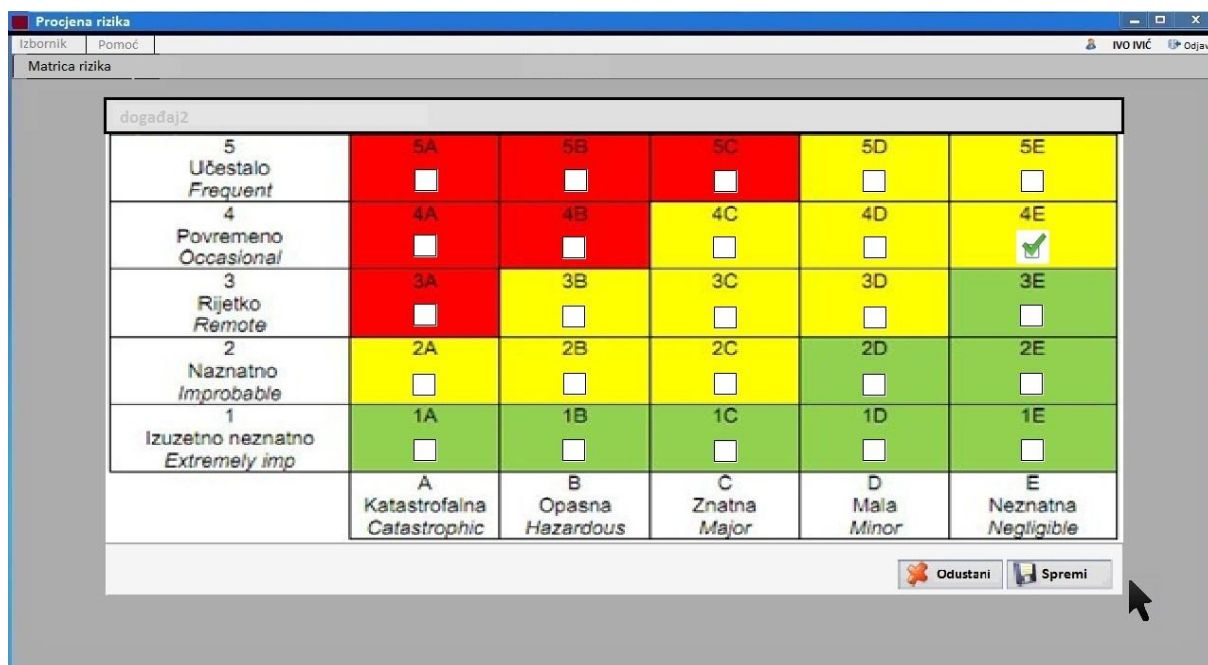 Procjena rizika
Izbornik Pomoć IVO IVIĆ Odjav
Matrica rizika
događaj2
5 5A 5B 5C 5D 5E
Učestalo
Frequent
4 4A 4B 4C 4D 4E
Povremeno
Occasional
3 3A 3B 3C 3D 3E
Rijetko
Remote
2 2A 2B 2C 2D 2E
Naznatno
Improbable
1 1A 1B 1C 1D 1E
Izuzetno neznatno
Extremely imp
A B C D E
Katastrofalna Opasna Znatna Mala Neznatna
Catastrophic Hazardous Major Minor Negligible
Odustani Spremi